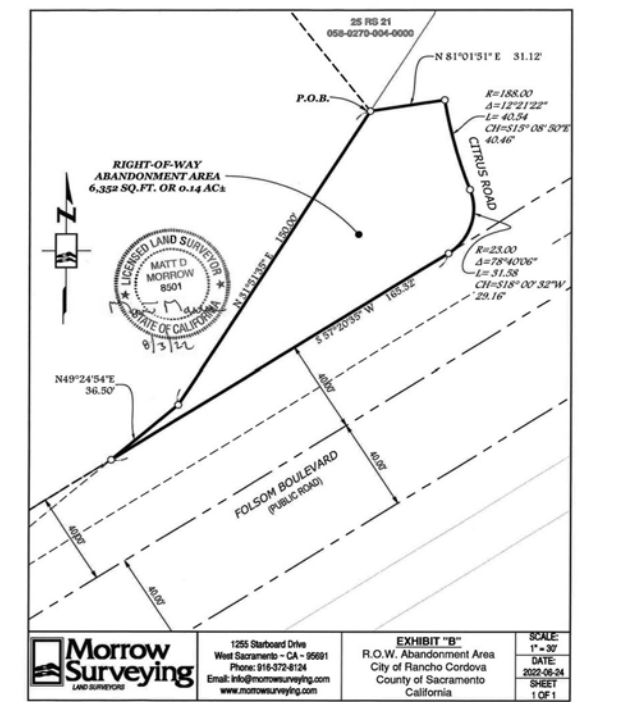 25 RS 21
058-0270-004-0000
N 81°01'51" E 31.12'
P.O.B.
R=188.00
Δ=12°21'22"
L= 40.54
CH=S15° 08' 50"E
40.46'
CITRUS ROAD
RIGHT-OF-WAY
ABANDONMENT AREA
6,352 SQ.FT. OR 0.14 AC±
N
LICENSED LAND SURVEYOR
MATT D
MORROW
8501
STATE OF CALIFORNIA
8/3/22
N 31°51'35" E 150.00'
R=23.00
Δ=78°40'06"
L= 31.58
CH=S18° 00' 32"W
29.16'
S 57°20'35" W 165.32'
N49°24'54"E
36.50'
40.00'
40.00'
FOLSOM BOULEVARD
(PUBLIC ROAD)
40.00'
40.00'
Morrow
Surveying
LAND SURVEYORS
1255 Starboard Drive
West Sacramento ~ CA ~ 95691
Phone: 916-372-8124
Email: info@morrowsurveying.com
www.morrowsurveying.com
EXHIBIT "B"
R.O.W. Abandonment Area
City of Rancho Cordova
County of Sacramento
California
SCALE:
1" = 30'
DATE:
2022-06-24
SHEET
1 OF 1